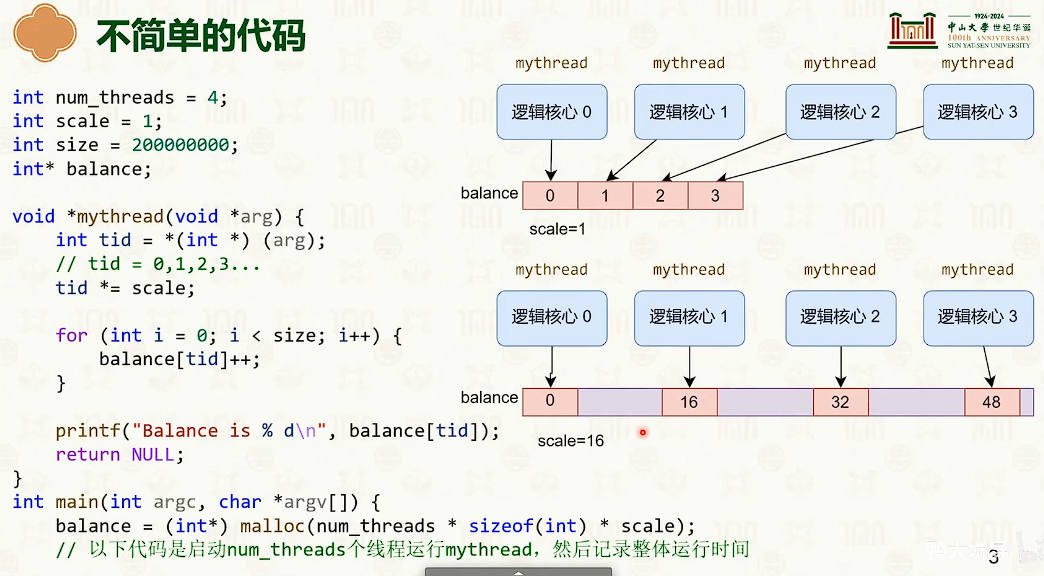 不简单的代码
1924-2024
中山大学 世纪华诞
100th ANNIVERSARY
SUN YAT-SEN UNIVERSITY
int num_threads = 4;
int scale = 1;
int size = 200000000;
int* balance;
void *mythread(void *arg) {
int tid = *(int *) (arg);
// tid = 0,1,2,3...
tid *= scale;
for (int i = 0; i < size; i++) {
balance[tid]++;
}
printf("Balance is % d\n", balance[tid]);
return NULL;
}
int main(int argc, char *argv[]) {
balance = (int*) malloc(num_threads * sizeof(int) * scale);
// 以下代码是启动num_threads个线程运行mythread，然后记录整体运行时间
mythread mythread mythread mythread
逻辑核心 0 逻辑核心 1 逻辑核心 2 逻辑核心 3
balance 0 1 2 3
scale=1
mythread mythread mythread mythread
逻辑核心 0 逻辑核心 1 逻辑核心 2 逻辑核心 3
balance 0 16 32 48
scale=16
3